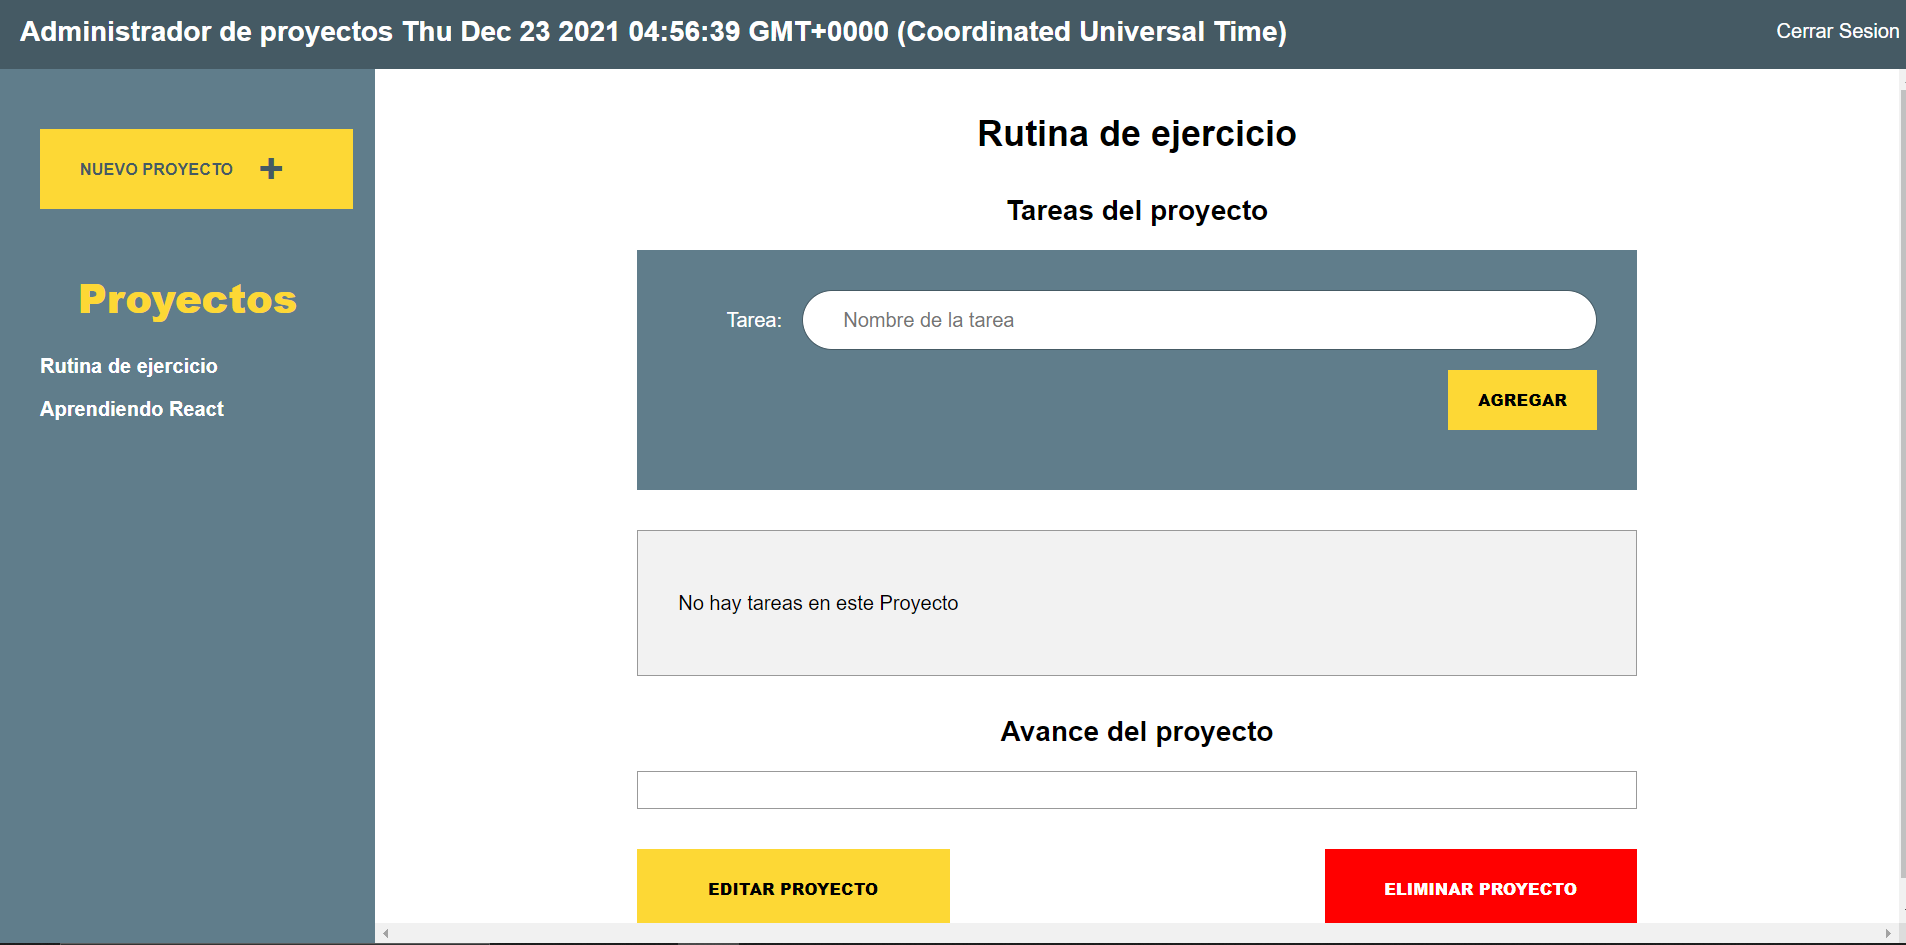 Administrador de proyectos Thu Dec 23 2021 04:56:39 GMT+0000 (Coordinated Universal Time)
Cerrar Sesion
NUEVO PROYECTO +
Proyectos
Rutina de ejercicio
Aprendiendo React
Rutina de ejercicio
Tareas del proyecto
Tarea: Nombre de la tarea
AGREGAR
No hay tareas en este Proyecto
Avance del proyecto
EDITAR PROYECTO
ELIMINAR PROYECTO